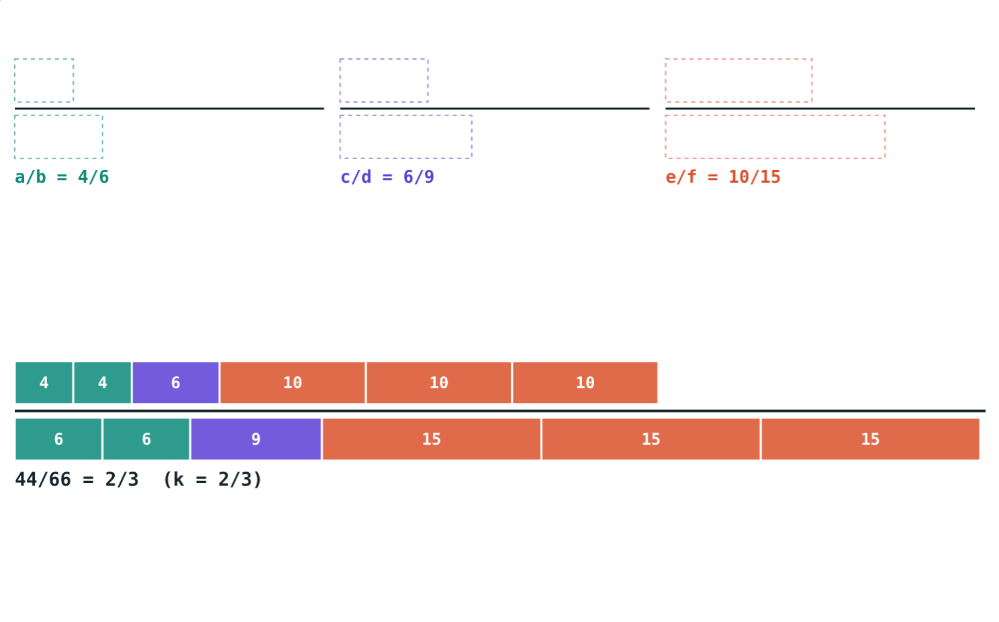 a/b = 4/6 c/d = 6/9 e/f = 10/15
4 4 6 10 10 10
6 6 9 15 15 15
44/66 = 2/3 (k = 2/3)